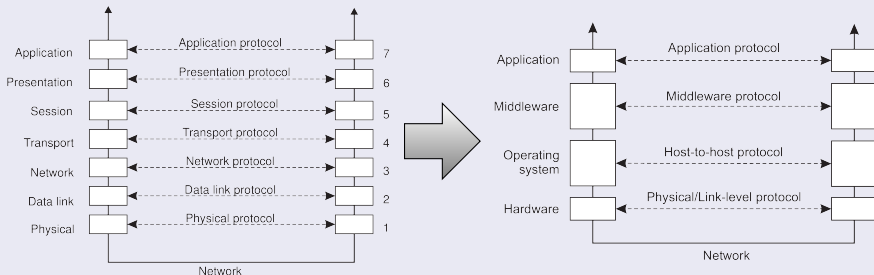 Application
Application protocol
7
Presentation
Presentation protocol
6
Session
Session protocol
5
Transport
Transport protocol
4
Network
Network protocol
3
Data link
Data link protocol
2
Physical
Physical protocol
1
Network
Application
Application protocol
Middleware
Middleware protocol
Operating
system
Host-to-host protocol
Hardware
Physical/Link-level protocol
Network